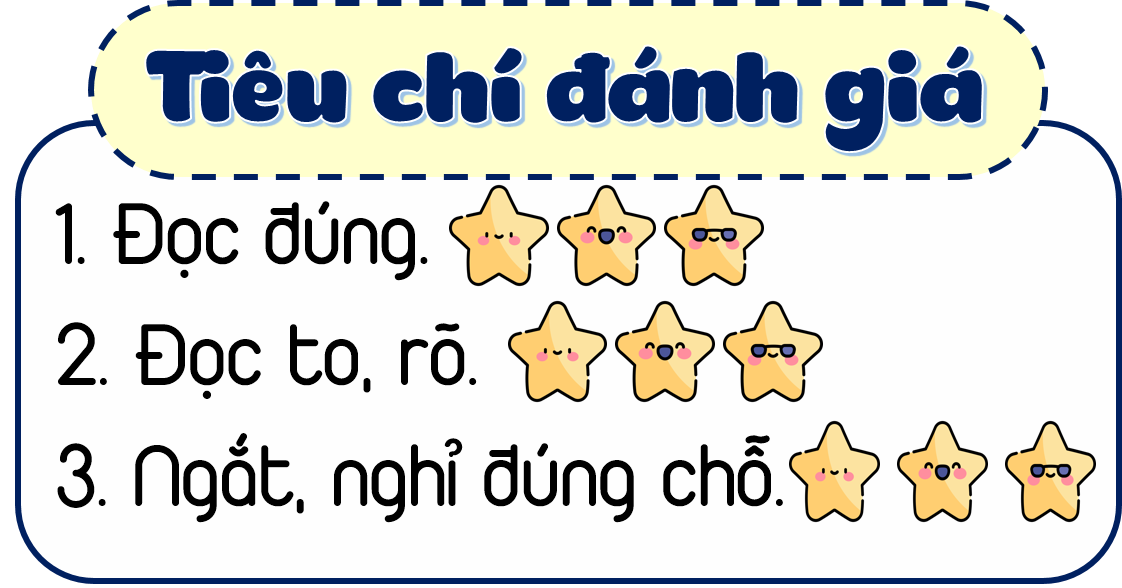 Tiêu chí đánh giá
1. Đọc đúng.
2. Đọc to, rõ.
3. Ngắt, nghỉ đúng chỗ.